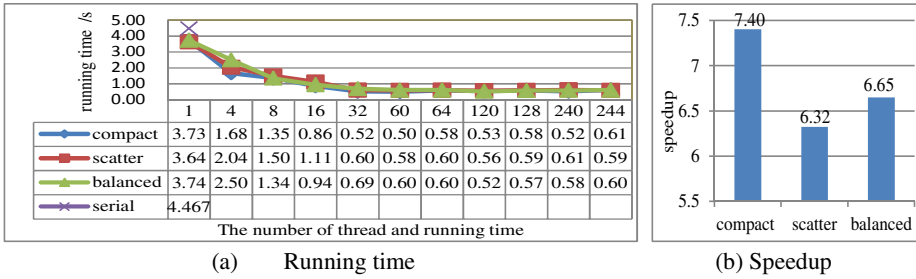 running time /s
5.00
4.00
3.00
2.00
1.00
0.00
1 4 8 16 32 60 64 120 128 240 244
compact 3.73 1.68 1.35 0.86 0.52 0.50 0.58 0.53 0.58 0.52 0.61
scatter 3.64 2.04 1.50 1.11 0.60 0.58 0.60 0.56 0.59 0.61 0.59
balanced 3.74 2.50 1.34 0.94 0.69 0.60 0.60 0.52 0.57 0.58 0.60
serial 4.467
The number of thread and running time
(a) Running time
speedup
7.5
7
6.5
6
5.5
7.40
6.32
6.65
compact scatter balanced
(b) Speedup